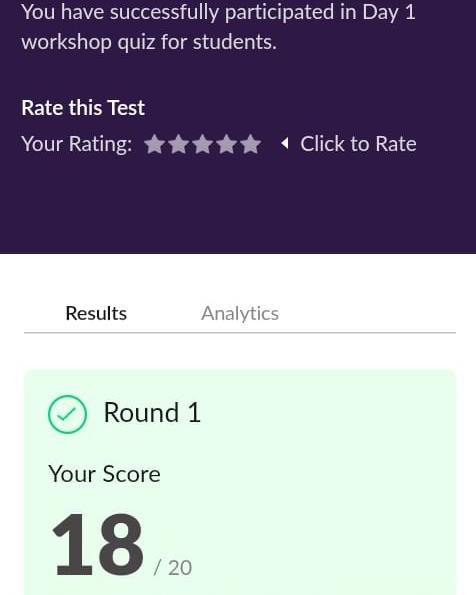 You have successfully participated in Day 1
workshop quiz for students.
Rate this Test
Your Rating: Click to Rate
Results Analytics
Round 1
Your Score
18 / 20